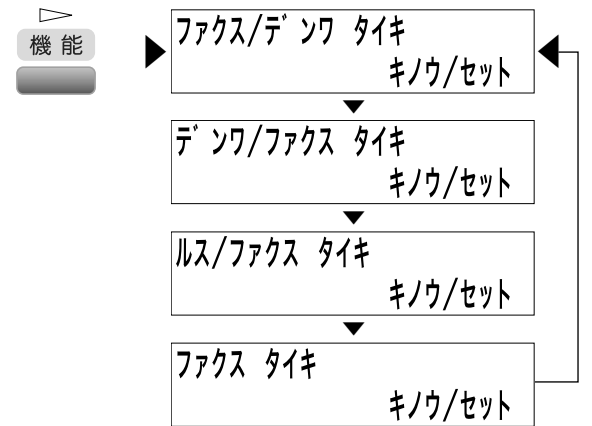 機能
ファクス/デンワ タイキ
キノウ/セット
デンワ/ファクス タイキ
キノウ/セット
ルス/ファクス タイキ
キノウ/セット
ファクス タイキ
キノウ/セット